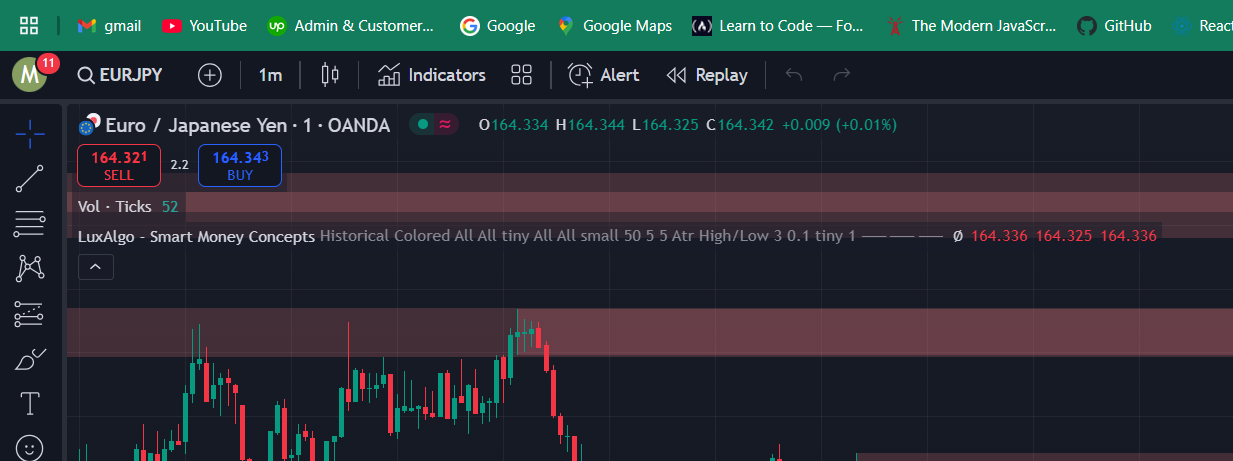 gmail YouTube up Admin & Customer... G Google Google Maps (A) Learn to Code — Fo... The Modern JavaScr... GitHub React
M 11 EURJPY 1m Indicators Alert Replay
Euro / Japanese Yen · 1 · OANDA O164.334 H164.344 L164.325 C164.342 +0.009 (+0.01%)
164.321 SELL 2.2 164.343 BUY
Vol · Ticks 52
LuxAlgo - Smart Money Concepts Historical Colored All All tiny All All small 50 5 5 Atr High/Low 3 0.1 tiny 1 Ø 164.336 164.325 164.336
T